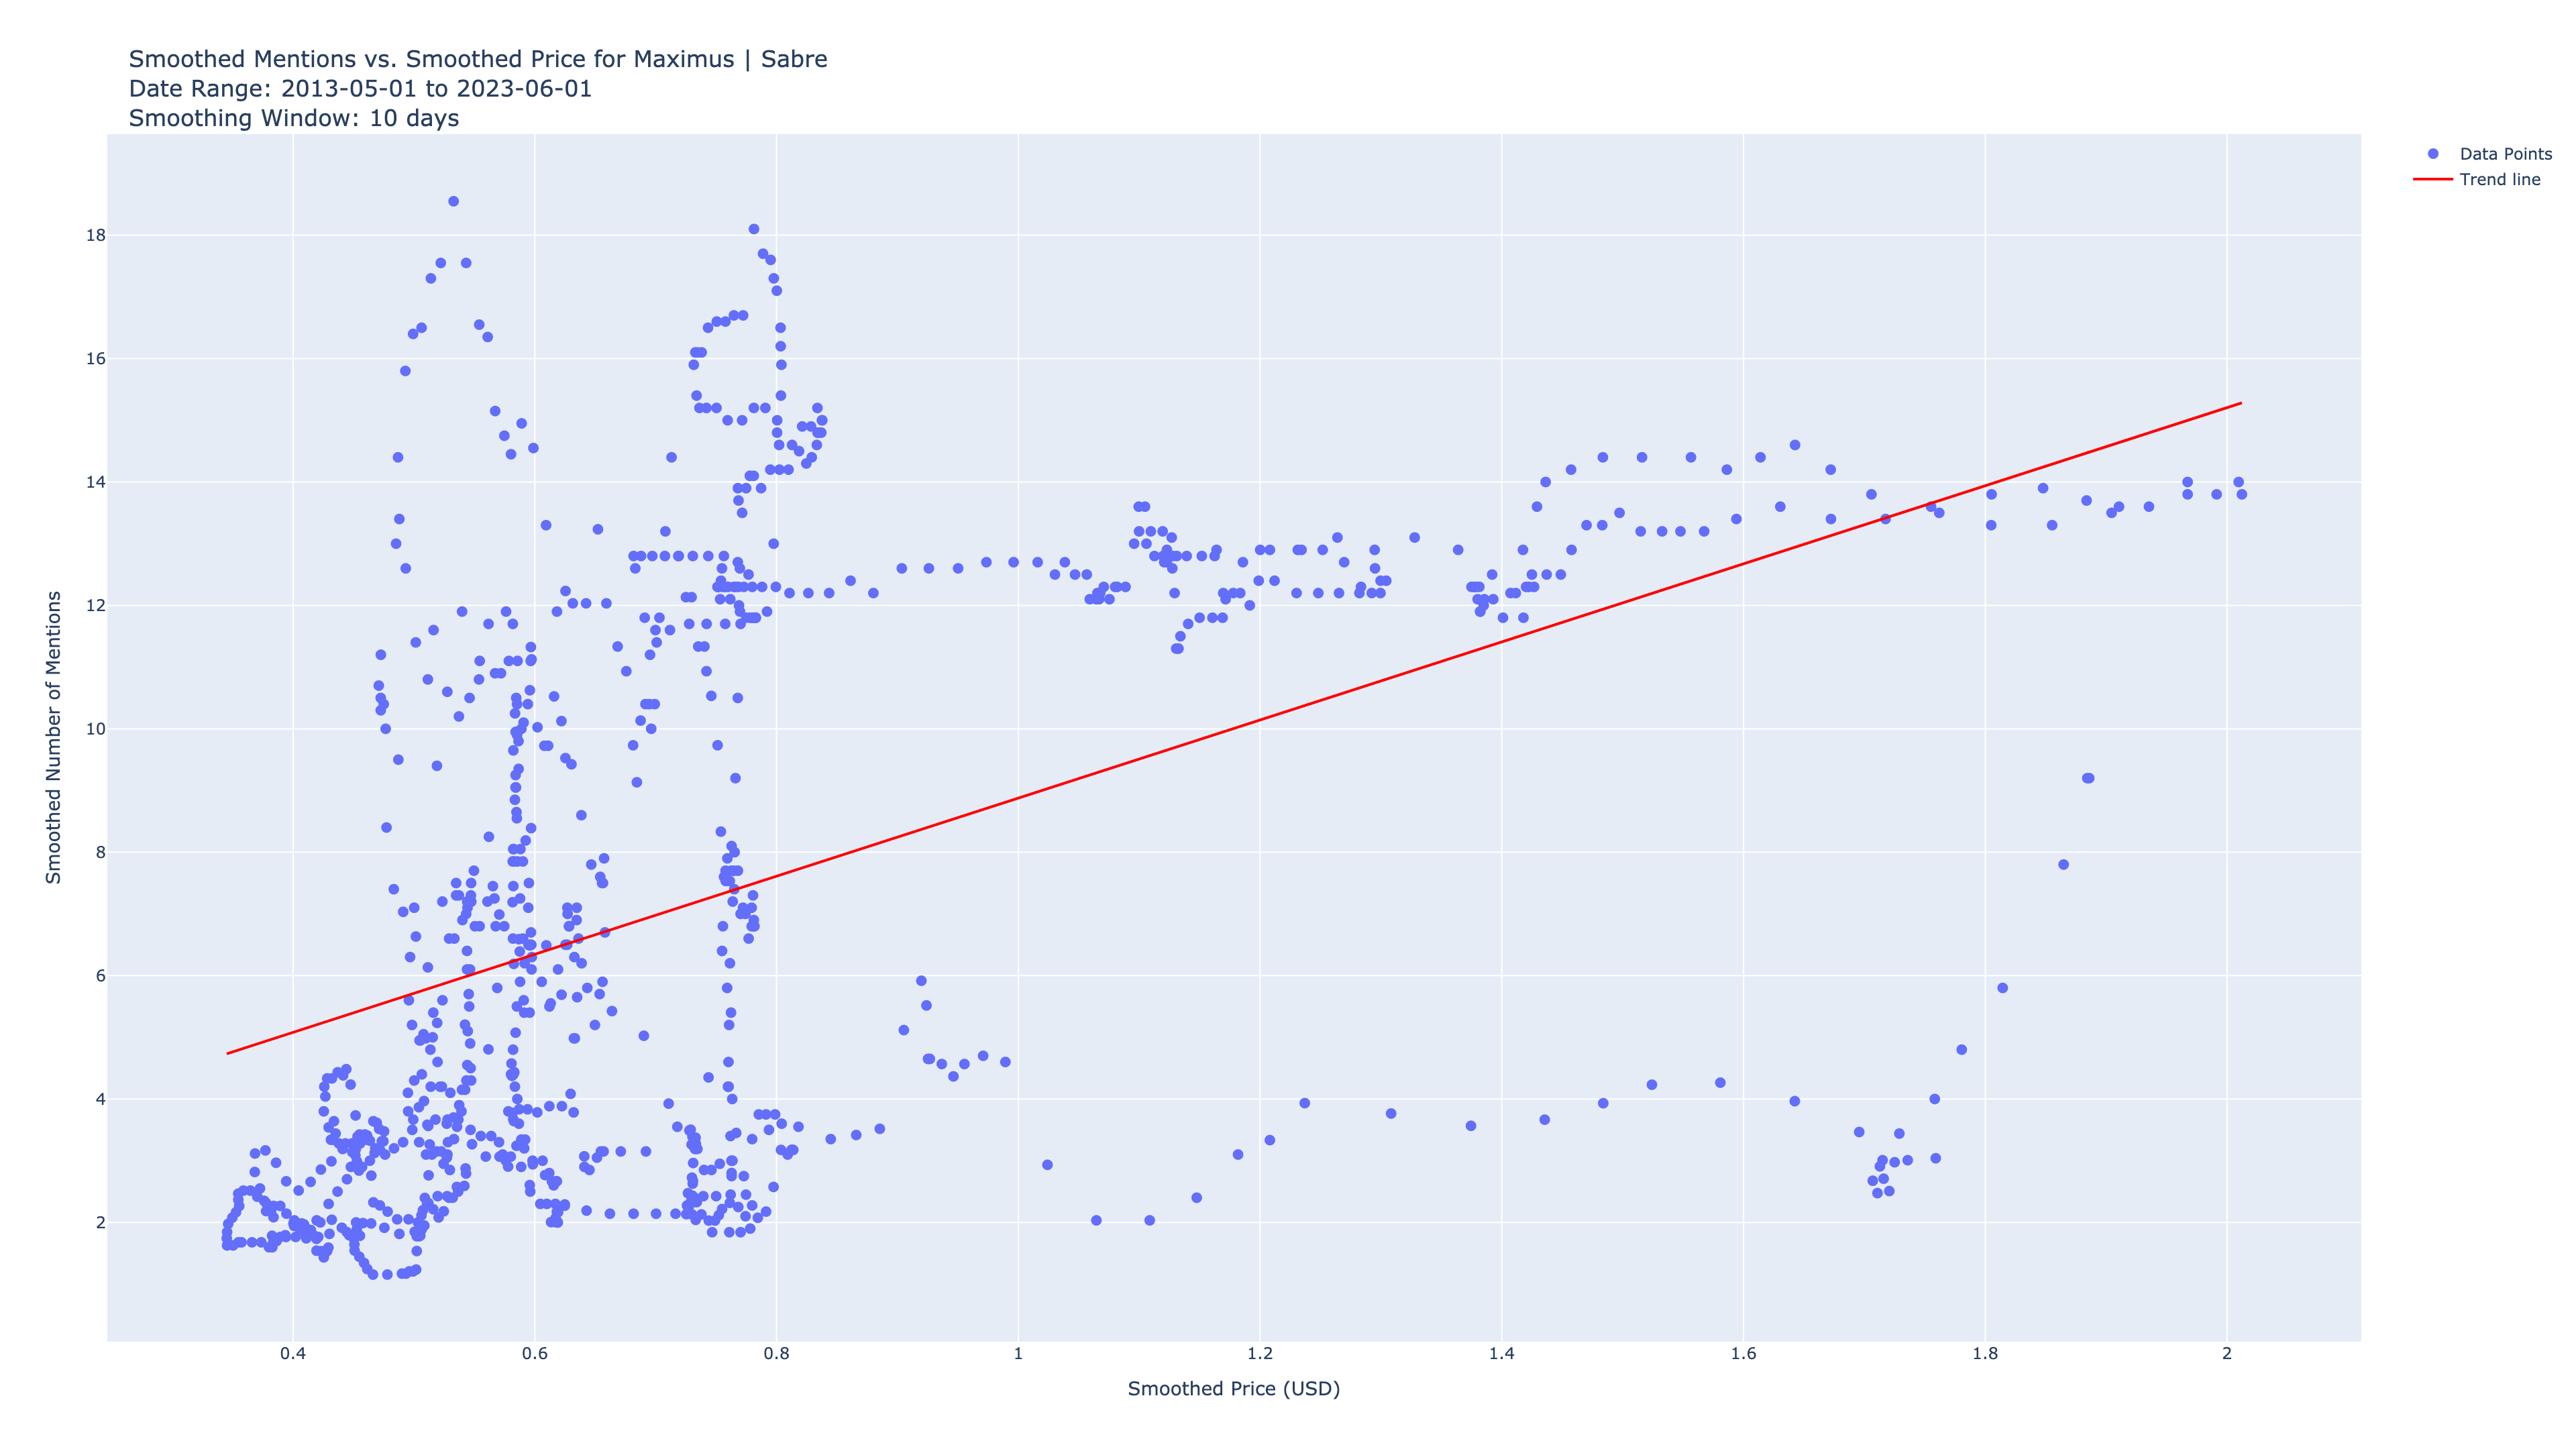 Smoothed Mentions vs. Smoothed Price for Maximus | Sabre
Date Range: 2013-05-01 to 2023-06-01
Smoothing Window: 10 days
Data Points
Trend line
18
16
14
12
10
8
6
4
2
Smoothed Number of Mentions
0.4
0.6
0.8
1
1.2
1.4
1.6
1.8
2
Smoothed Price (USD)